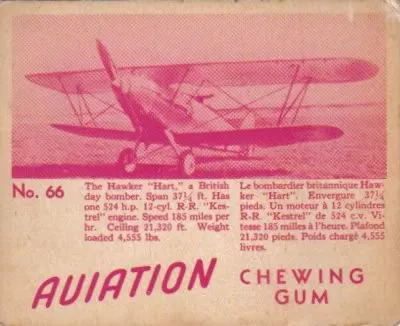 No. 66
The Hawker "Hart," a British
day bomber. Span 37¼ ft. Has
one 524 h.p. 12-cyl. R.-R. "Kes-
trel" engine. Speed 185 miles per
hr. Ceiling 21,320 ft. Weight
loaded 4,555 lbs.
Le bombardier britannique Haw-
ker "Hart". Envergure 37¼
pieds. Un moteur à 12 cylindres
R.-R. "Kestrel" de 524 c.v. Vi-
tesse 185 milles à l'heure. Plafond
21,320 pieds. Poids chargé 4,555
livres.
AVIATION CHEWING
GUM